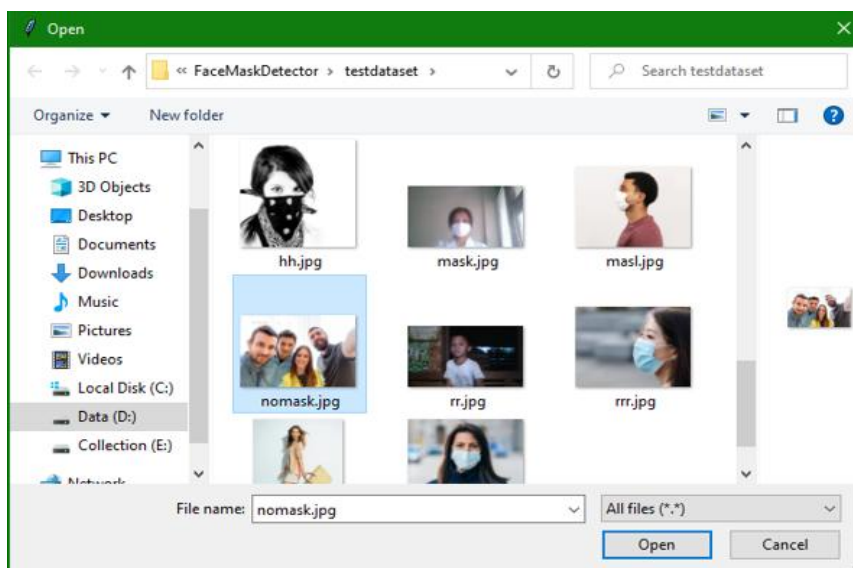 Open
« FaceMaskDetector > testdataset >
Search testdataset
Organize
New folder
This PC
3D Objects
Desktop
Documents
Downloads
Music
Pictures
Videos
Local Disk (C:)
Data (D:)
Collection (E:)
Network
hh.jpg
mask.jpg
masl.jpg
nomask.jpg
rr.jpg
rrr.jpg
File name: nomask.jpg
All files (*.*)
Open
Cancel